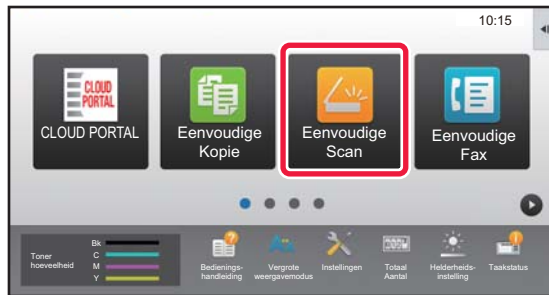 10:15
CLOUD
PORTAL
CLOUD PORTAL
Eenvoudige
Kopie
Eenvoudige
Scan
Eenvoudige
Fax
Toner
hoeveelheid
Bk
C
M
Y
Bedienings-
handleiding
Vergrote
weergavemodus
Instellingen
Totaal
Aantal
Helderheids-
instelling
Taakstatus